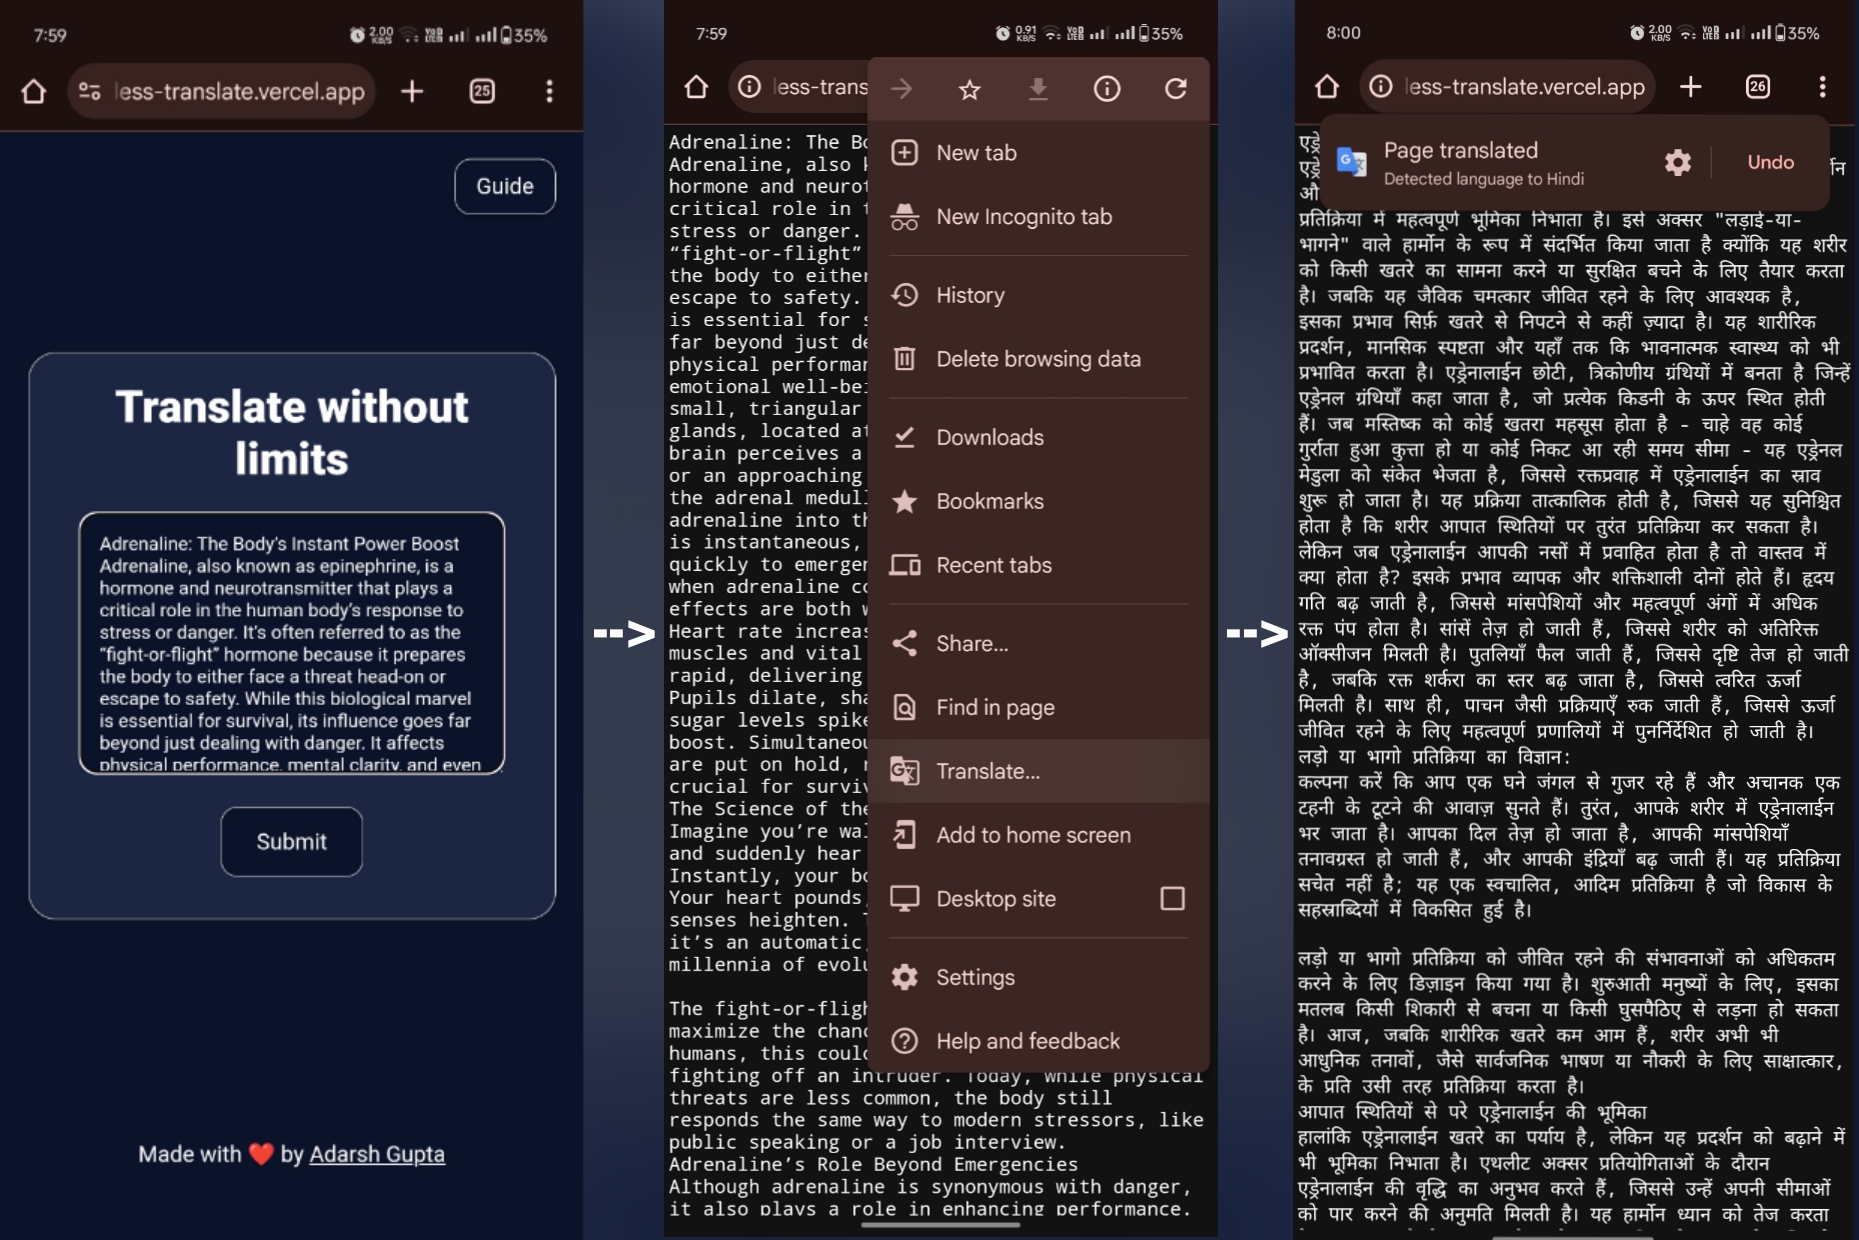 7:59
2.00 KB/S VoD LTE 35%
less-translate.vercel.app
25
Guide
Translate without
limits
Adrenaline: The Body's Instant Power Boost
Adrenaline, also known as epinephrine, is a
hormone and neurotransmitter that plays a
critical role in the human body's response to
stress or danger. It's often referred to as the
"fight-or-flight" hormone because it prepares
the body to either face a threat head-on or
escape to safety. While this biological marvel
is essential for survival, its influence goes far
beyond just dealing with danger. It affects
physical performance, mental clarity, and even
Submit
Made with ❤️ by Adarsh Gupta
-->
7:59
0.91 KB/S VoD LTE 35%
less-trans
Adrenaline: The Bo
Adrenaline, also k
hormone and neurot
critical role in t
stress or danger.
“fight-or-flight”
the body to either
escape to safety.
is essential for s
far beyond just de
physical performan
emotional well-bei
small, triangular
glands, located at
brain perceives a
or an approaching
the adrenal medull
adrenaline into th
is instantaneous,
quickly to emergen
when adrenaline co
effects are both w
Heart rate increas
muscles and vital
rapid, delivering
Pupils dilate, sha
sugar levels spike
boost. Simultaneou
are put on hold, r
crucial for surviv
The Science of the
Imagine you’re wal
and suddenly hear
Instantly, your bo
Your heart pounds,
senses heighten. T
it’s an automatic,
millennia of evolu
The fight-or-fligh
maximize the chanc
humans, this could
fighting off an intruder. Today, while physical
threats are less common, the body still
responds the same way to modern stressors, like
public speaking or a job interview.
Adrenaline’s Role Beyond Emergencies
Although adrenaline is synonymous with danger,
it also plays a role in enhancing performance.
New tab
New Incognito tab
History
Delete browsing data
Downloads
Bookmarks
Recent tabs
Share...
Find in page
Translate...
Add to home screen
Desktop site
Settings
Help and feedback
-->
8:00
2.00 KB/S VoD LTE 35%
less-translate.vercel.app
26
Page translated
Detected language to Hindi
Undo
प्रतिक्रिया में महत्वपूर्ण भूमिका निभाता है। इसे अक्सर "लड़ाई-या-
भागने" वाले हार्मोन के रूप में संदर्भित किया जाता है क्योंकि यह शरीर
को किसी खतरे का सामना करने या सुरक्षित बचने के लिए तैयार करता
है। जबकि यह जैविक चमत्कार जीवित रहने के लिए आवश्यक है,
इसका प्रभाव सिर्फ़ खतरे से निपटने से कहीं ज़्यादा है। यह शारीरिक
प्रदर्शन, मानसिक स्पष्टता और यहाँ तक कि भावनात्मक स्वास्थ्य को भी
प्रभावित करता है। एड्रेनालाईन छोटी, त्रिकोणीय ग्रंथियों में बनता है जिन्हें
एड्रेनल ग्रंथियाँ कहा जाता है, जो प्रत्येक किडनी के ऊपर स्थित होती
हैं। जब मस्तिष्क को कोई खतरा महसूस होता है - चाहे वह कोई
गुर्राता हुआ कुत्ता हो या कोई निकट आ रही समय सीमा - यह एड्रेनल
मेडुला को संकेत भेजता है, जिससे रक्तप्रवाह में एड्रेनालाईन का स्राव
शुरू हो जाता है। यह प्रक्रिया तात्कालिक होती है, जिससे यह सुनिश्चित
होता है कि शरीर आपात स्थितियों पर तुरंत प्रतिक्रिया कर सकता है।
लेकिन जब एड्रेनालाईन आपकी नसों में प्रवाहित होता है तो वास्तव में
क्या होता है? इसके प्रभाव व्यापक और शक्तिशाली दोनों होते हैं। हृदय
गति बढ़ जाती है, जिससे मांसपेशियों और महत्वपूर्ण अंगों में अधिक
रक्त पंप होता है। सांसें तेज़ हो जाती हैं, जिससे शरीर को अतिरिक्त
ऑक्सीजन मिलती है। पुतलियाँ फैल जाती हैं, जिससे दृष्टि तेज हो जाती
है, जबकि रक्त शर्करा का स्तर बढ़ जाता है, जिससे त्वरित ऊर्जा
मिलती है। साथ ही, पाचन जैसी प्रक्रियाएँ रुक जाती हैं, जिससे ऊर्जा
जीवित रहने के लिए महत्वपूर्ण प्रणालियों में पुनर्निर्देशित हो जाती है।
लड़ो या भागो प्रतिक्रिया का विज्ञान:
कल्पना करें कि आप एक घने जंगल से गुजर रहे हैं और अचानक एक
टहनी के टूटने की आवाज़ सुनते हैं। तुरंत, आपके शरीर में एड्रेनालाईन
भर जाता है। आपका दिल तेज़ हो जाता है, आपकी मांसपेशियाँ
तनावग्रस्त हो जाती हैं, और आपकी इंद्रियाँ बढ़ जाती हैं। यह प्रतिक्रिया
सचेत नहीं है; यह एक स्वचालित, आदिम प्रतिक्रिया है जो विकास के
सहस्राब्दियों में विकसित हुई है।
लड़ो या भागो प्रतिक्रिया को जीवित रहने की संभावनाओं को अधिकतम
करने के लिए डिज़ाइन किया गया है। शुरुआती मनुष्यों के लिए, इसका
मतलब किसी शिकारी से बचना या किसी घुसपैठिए से लड़ना हो सकता
है। आज, जबकि शारीरिक खतरे कम आम हैं, शरीर अभी भी
आधुनिक तनावों, जैसे सार्वजनिक भाषण या नौकरी के लिए साक्षात्कार,
के प्रति उसी तरह प्रतिक्रिया करता है।
आपात स्थितियों से परे एड्रेनालाईन की भूमिका
हालांकि एड्रेनालाईन खतरे का पर्याय है, लेकिन यह प्रदर्शन को बढ़ाने में
भी भूमिका निभाता है। एथलीट अक्सर प्रतियोगिताओं के दौरान
एड्रेनालाईन की वृद्धि का अनुभव करते हैं, जिससे उन्हें अपनी सीमाओं
को पार करने की अनुमति मिलती है। यह हार्मोन ध्यान को तेज करता